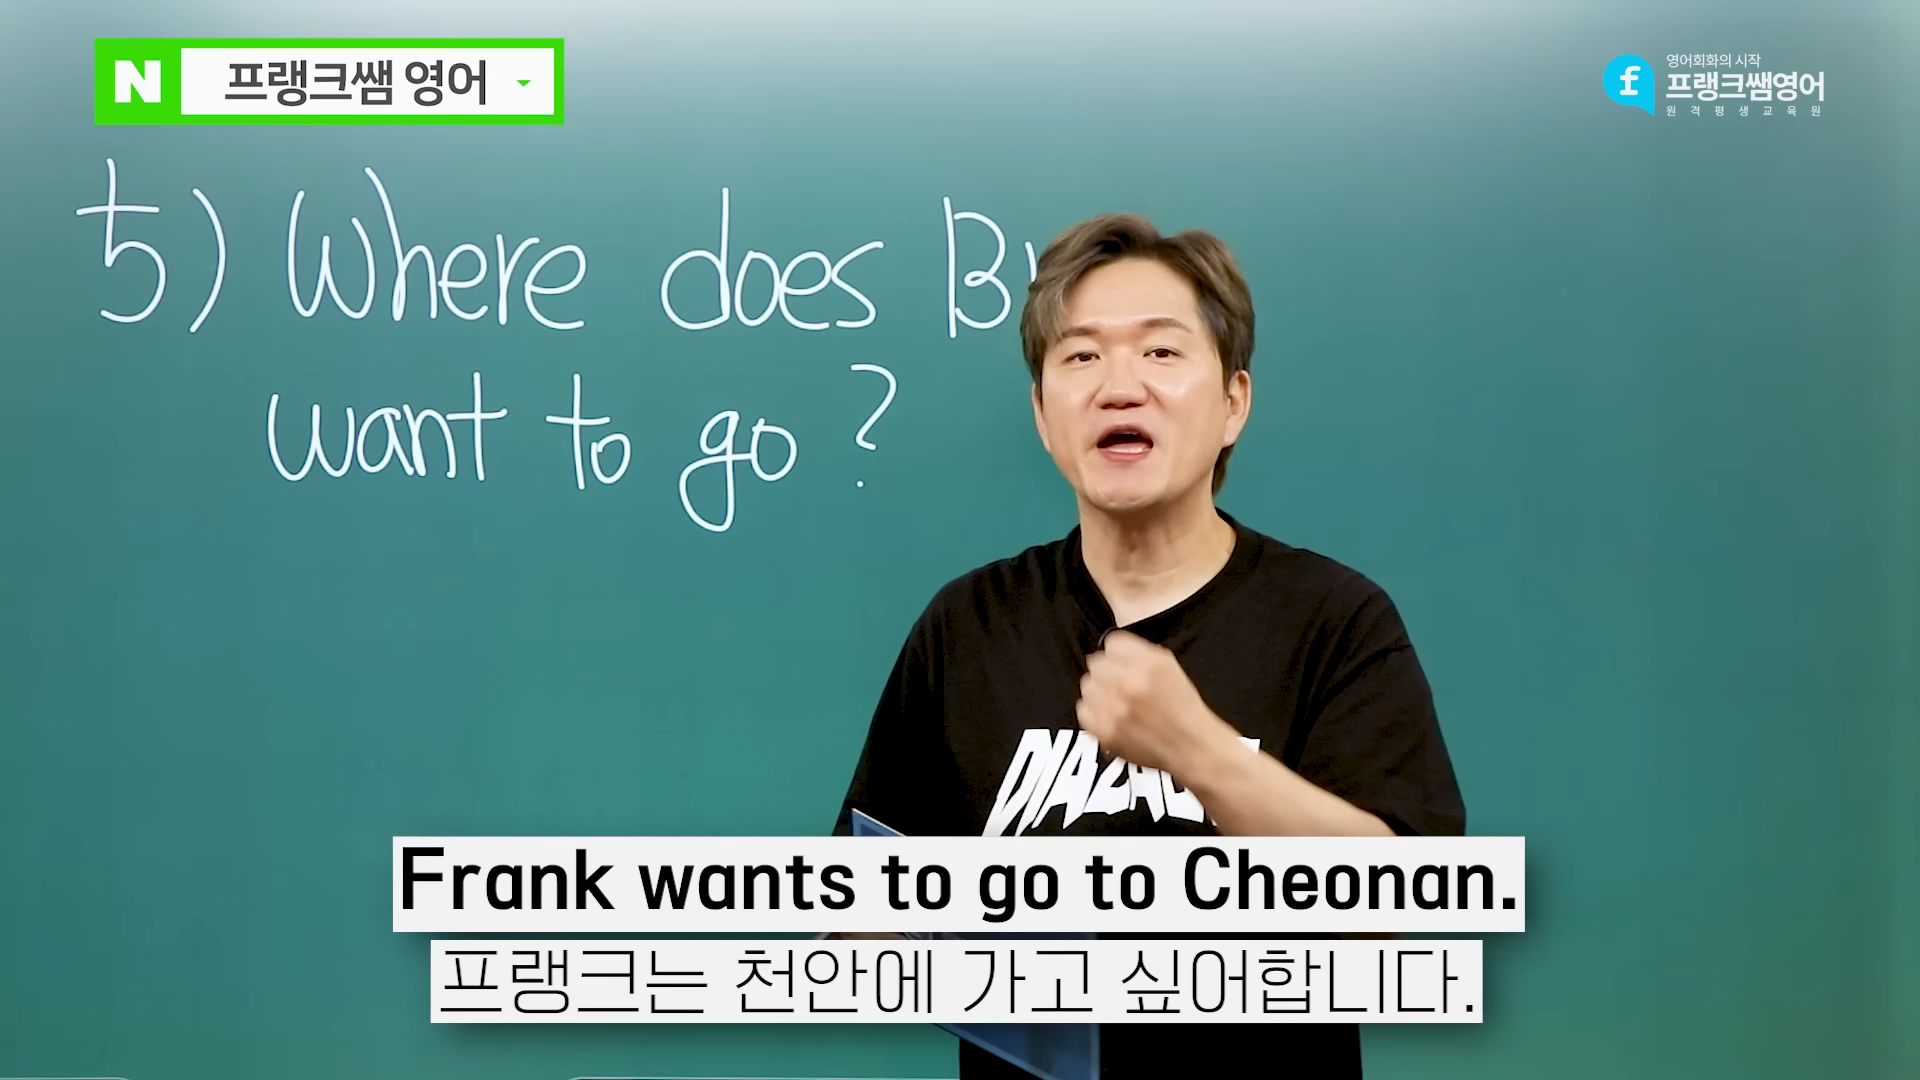 N 프랭크쌤 영어
영어회화의 시작
프랭크쌤영어
원격평생교육원
5) Where does
want to go?
Frank wants to go to Cheonan.
프랭크는 천안에 가고 싶어합니다.